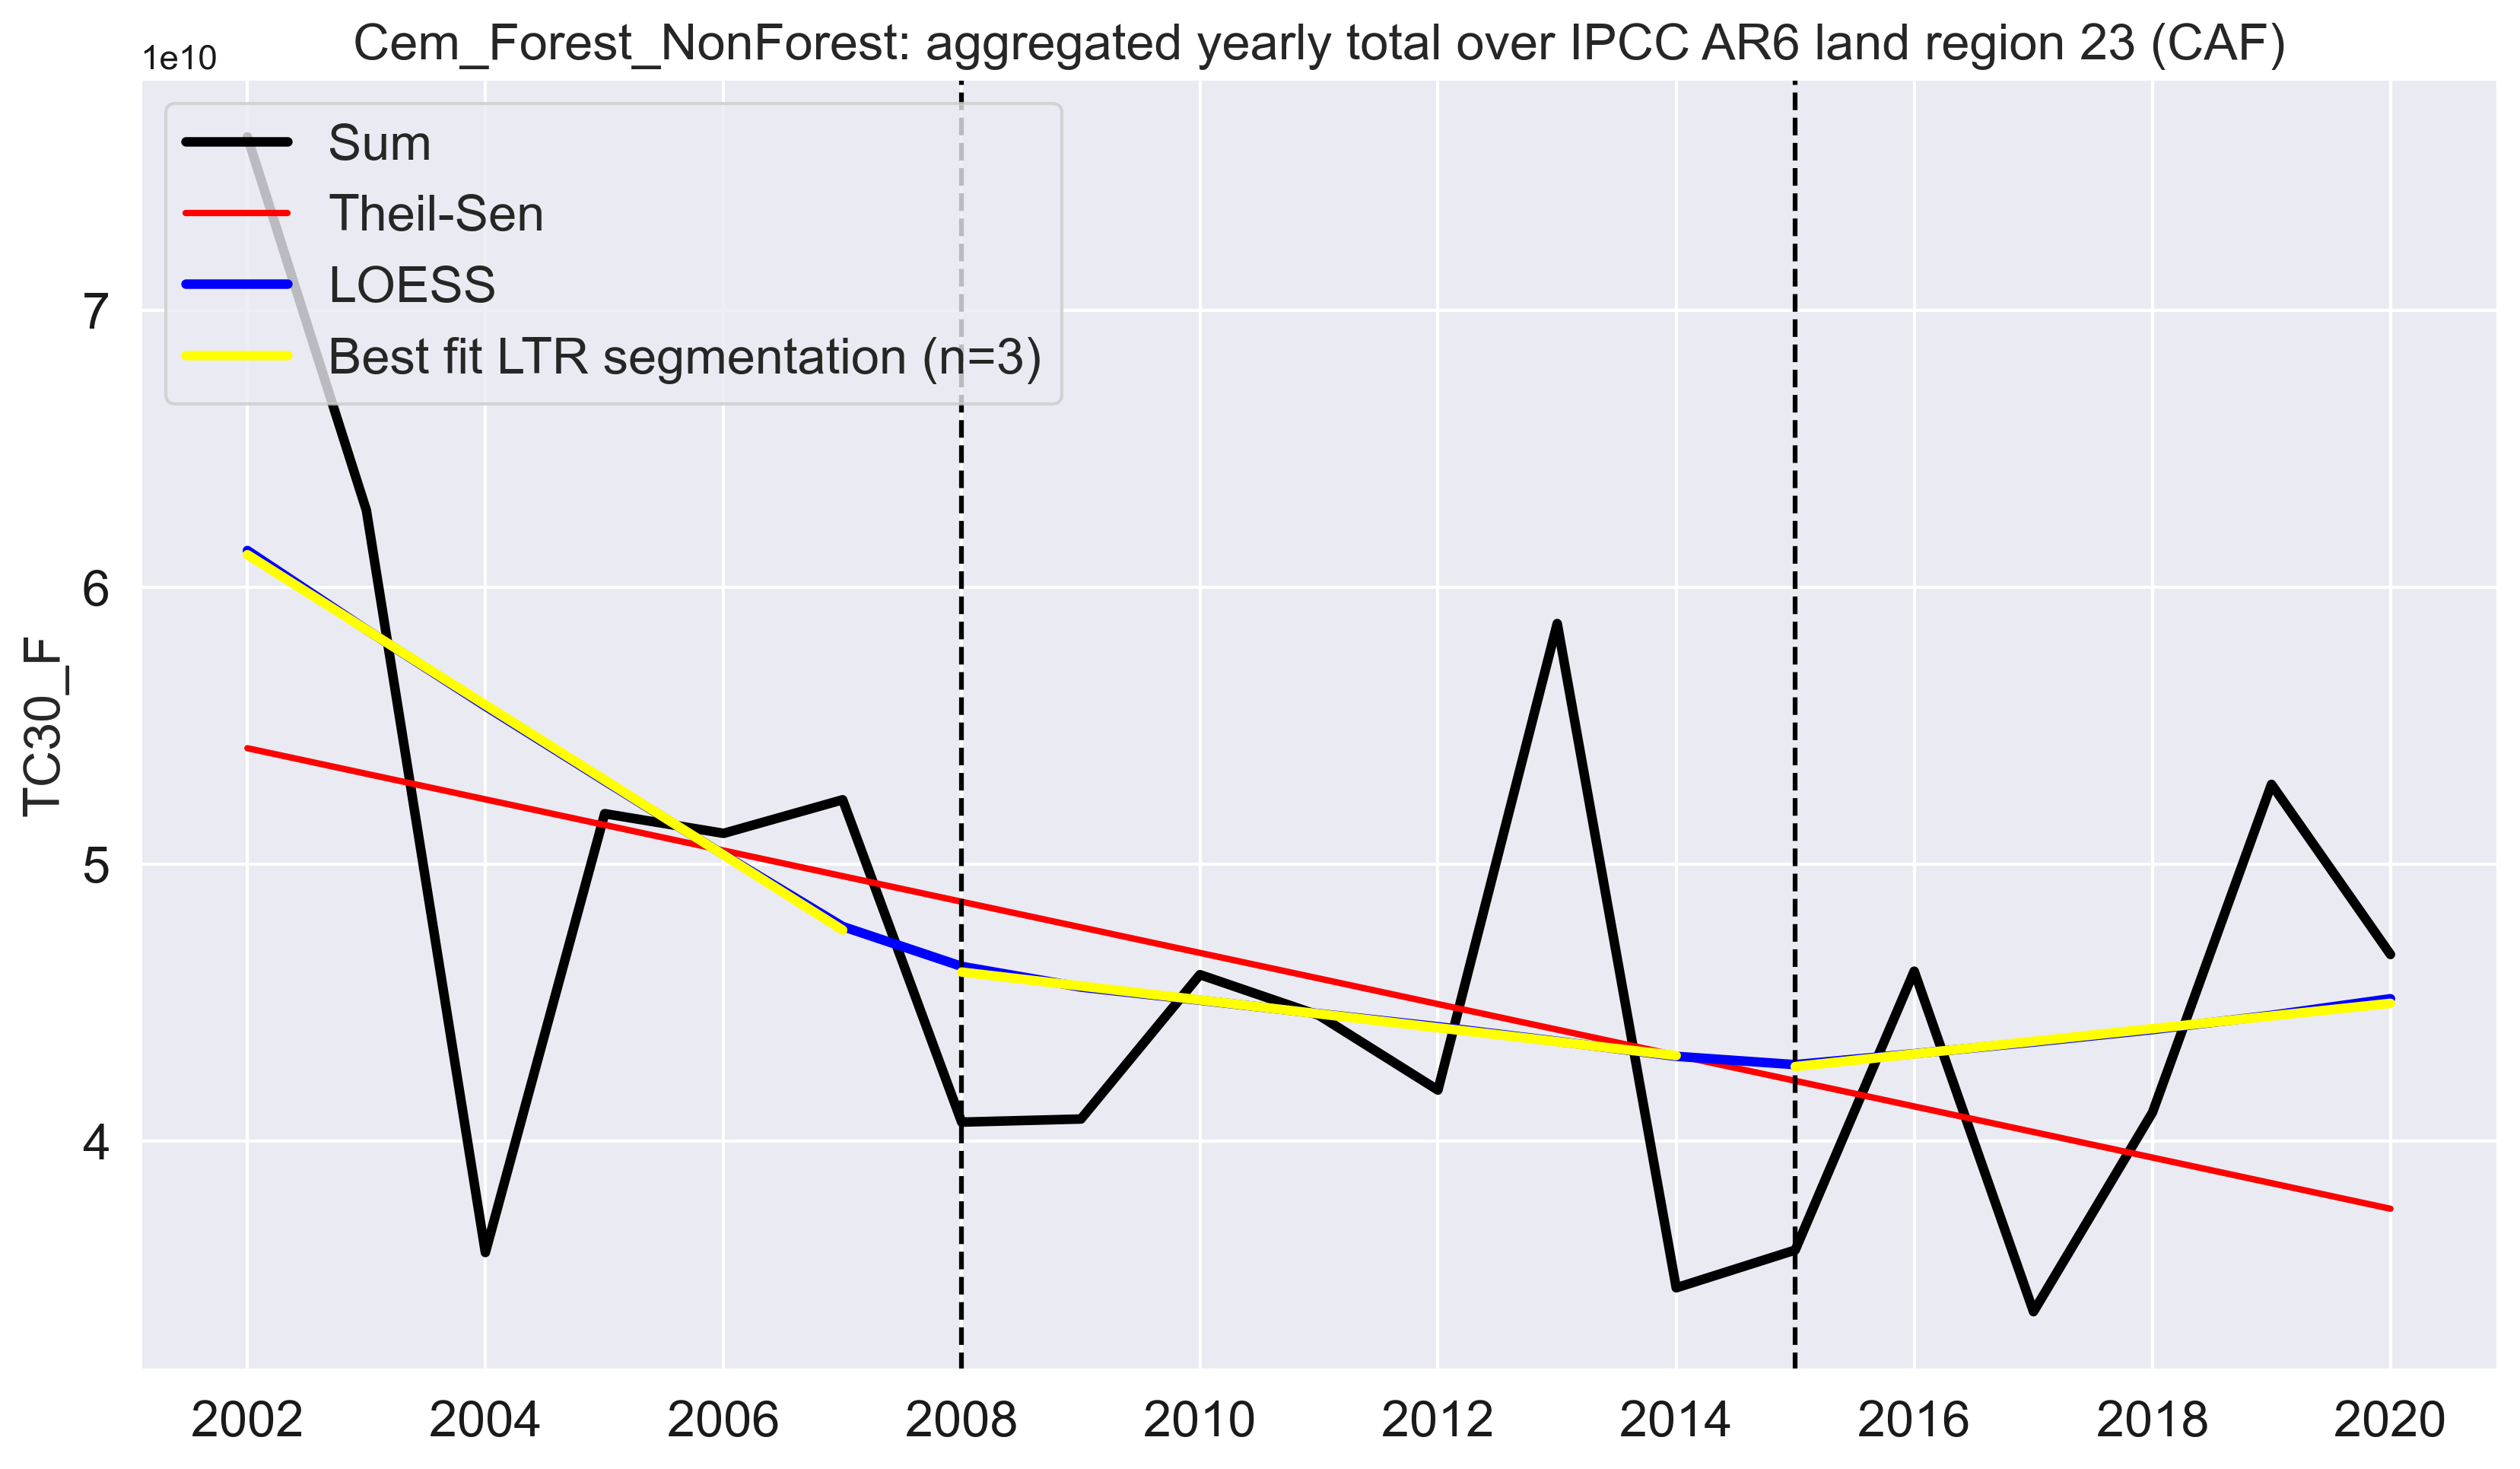 Cem_Forest_NonForest: aggregated yearly total over IPCC AR6 land region 23 (CAF)
1e10
Sum
Theil-Sen
LOESS
Best fit LTR segmentation (n=3)
7
6
5
4
TC30_F
2002 2004 2006 2008 2010 2012 2014 2016 2018 2020